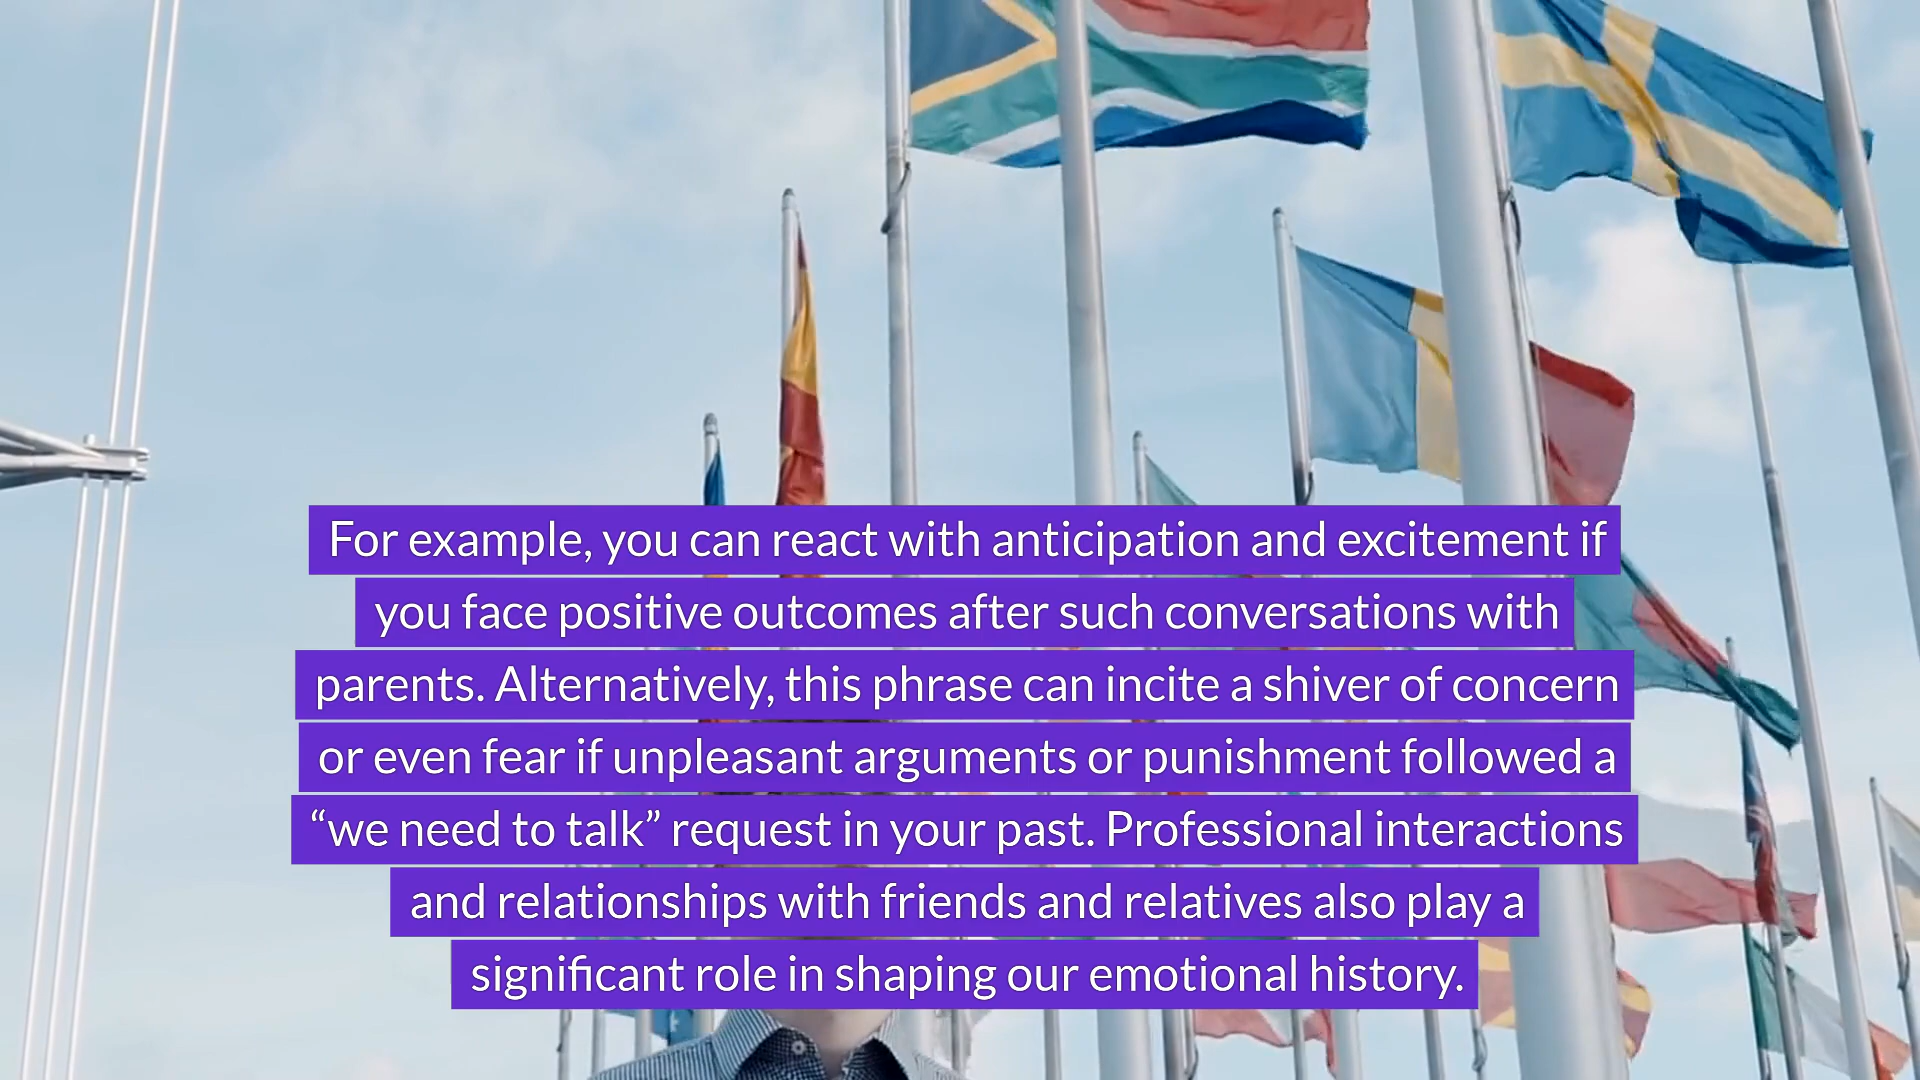 For example, you can react with anticipation and excitement if
you face positive outcomes after such conversations with
parents. Alternatively, this phrase can incite a shiver of concern
or even fear if unpleasant arguments or punishment followed a
“we need to talk” request in your past. Professional interactions
and relationships with friends and relatives also play a
significant role in shaping our emotional history.